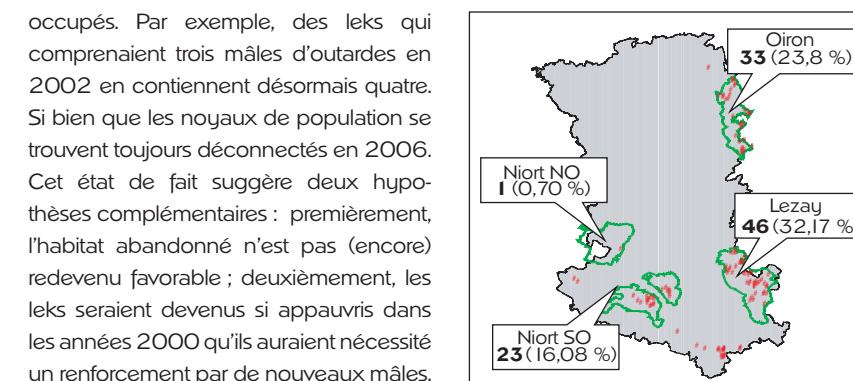 occupés. Par exemple, des leks qui
comprenaient trois mâles d’outardes en
2002 en contiennent désormais quatre.
Si bien que les noyaux de population se
trouvent toujours déconnectés en 2006.
Cet état de fait suggère deux hypo-
thèses complémentaires : premièrement,
l’habitat abandonné n’est pas (encore)
redevenu favorable ; deuxièmement, les
leks seraient devenus si appauvris dans
les années 2000 qu’ils auraient nécessité
un renforcement par de nouveaux mâles,
Oiron
33 (23,8 %)
Niort NO
1 (0,70 %)
Lezay
46 (32,17 %
Niort SO
23 (16,08 %)